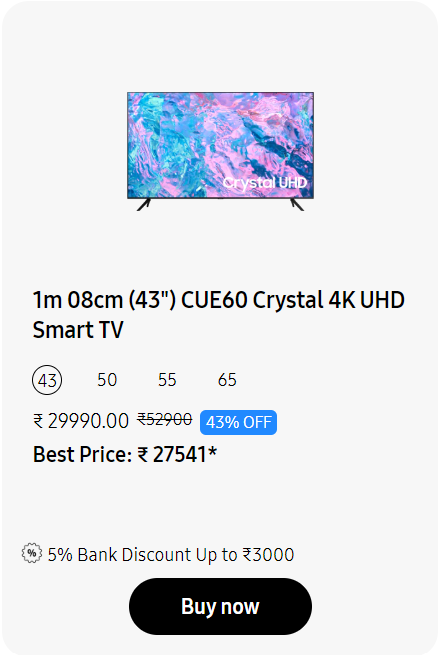 Crystal UHD
1m 08cm (43") CUE60 Crystal 4K UHD
Smart TV
43 50 55 65
₹ 29990.00 ₹52900 43% OFF
Best Price: ₹ 27541*
% 5% Bank Discount Up to ₹3000
Buy now